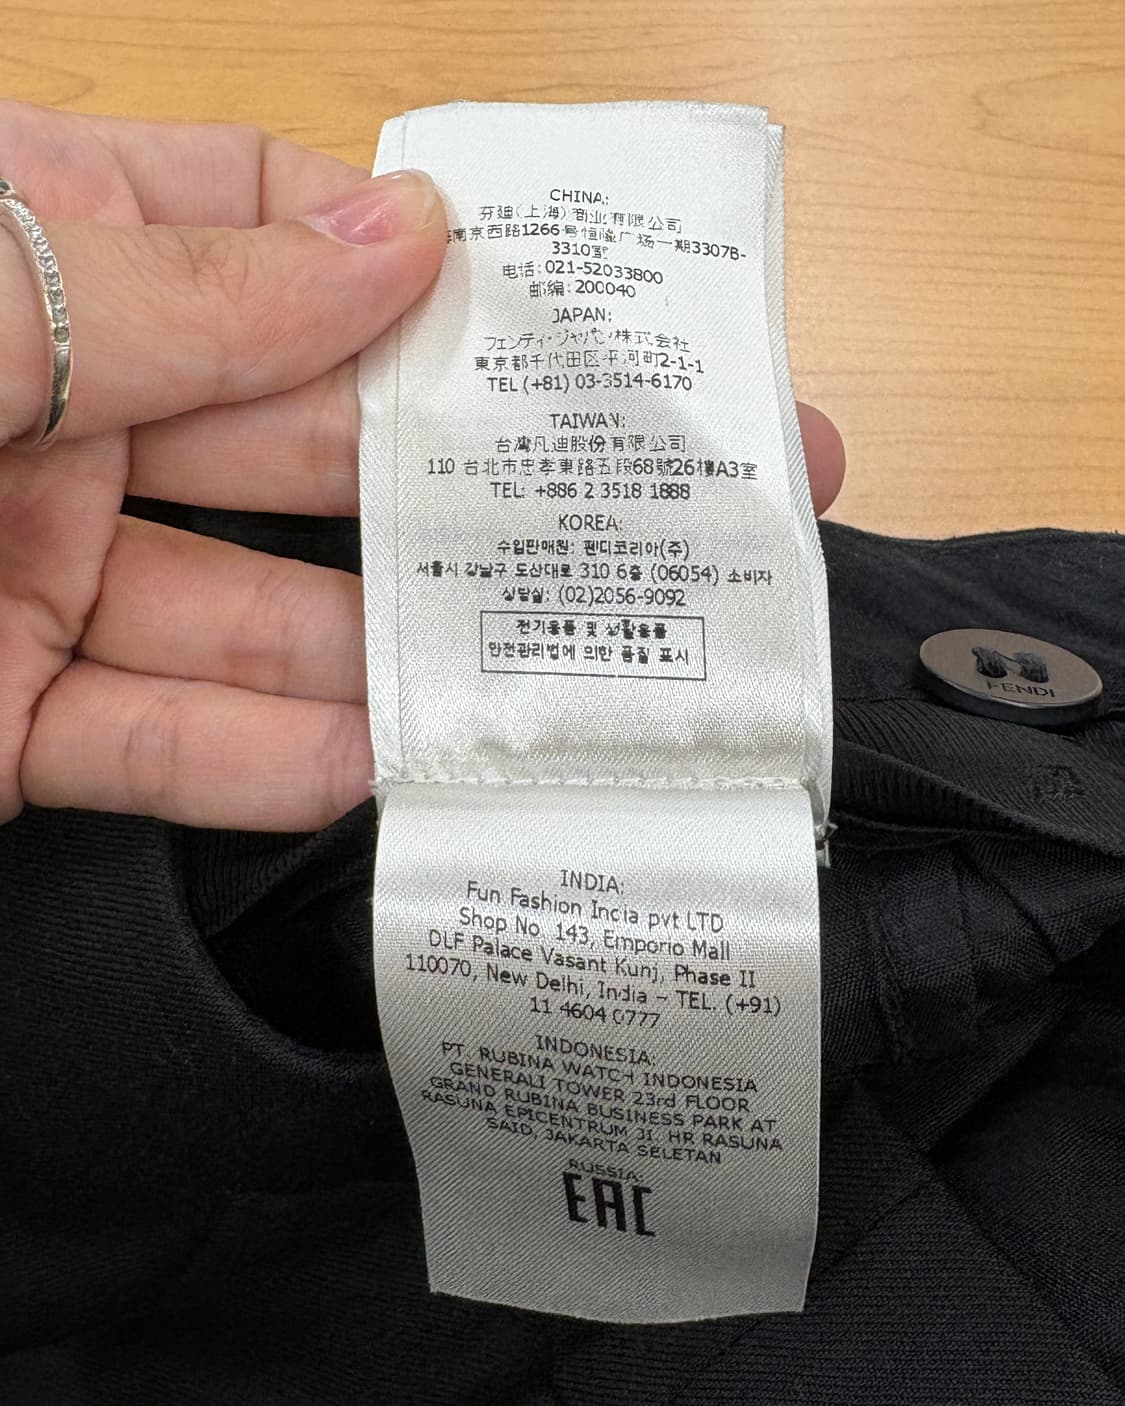 CHINA:
芬迪(上海)商业有限公司
南京西路1266号恒隆广场一期3307B-
3310室
电话:021-52033800
邮编:200040
JAPAN:
フェンディ・ジャパン株式会社
東京都千代田区平河町2-1-1
TEL (+81) 03-3514-6170
TAIWAN:
台灣凡迪股份有限公司
110 台北市忠孝東路五段68號26樓A3室
TEL: +886 2 3518 1888
KOREA:
수입판매원: 펜디코리아(주)
서울시 강남구 도산대로 310 6층 (06054) 소비자
상담실: (02)2056-9092
전기용품 및 생활용품
안전관리법에 의한 품질 표시
FENDI
INDIA:
Fun Fashion India pvt LTD
Shop No. 143, Emporio Mall
DLF Palace Vasant Kunj, Phase II
110070, New Delhi, India – TEL. (+91)
11 4604 0777
INDONESIA:
PT. RUBINA WATCH INDONESIA
GENERALI TOWER 23rd FLOOR
GRAND RUBINA BUSINESS PARK AT
RASUNA EPICENTRUM Jl. HR RASUNA
SAID, JAKARTA SELETAN
RUSSIA:
EAC